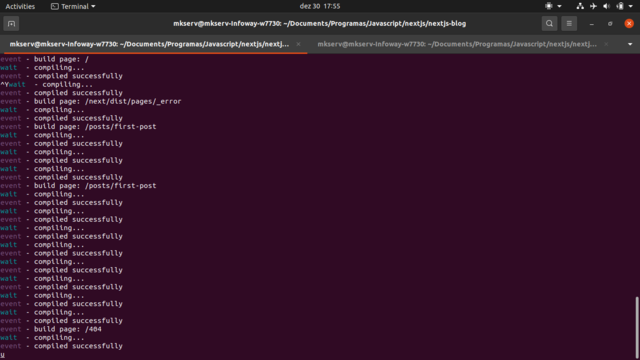 Activities
Terminal
dez 30 17:55
mkserv@mkserv-Infoway-w7730: ~/Documents/Programas/Javascript/nextjs/nextjs-blog
mkserv@mkserv-Infoway-w7730: ~/Documents/Programas/Javascript/nextjs/nextj...
mkserv@mkserv-Infoway-w7730: ~/Documents/Programas/Javascript/nextjs/nextj...
event - build page: /
wait - compiling...
event - compiled successfully
^Ywait - compiling...
event - compiled successfully
event - build page: /next/dist/pages/_error
wait - compiling...
event - compiled successfully
event - build page: /posts/first-post
wait - compiling...
event - compiled successfully
wait - compiling...
event - compiled successfully
wait - compiling...
event - compiled successfully
event - build page: /posts/first-post
wait - compiling...
event - compiled successfully
wait - compiling...
event - compiled successfully
wait - compiling...
event - compiled successfully
wait - compiling...
event - compiled successfully
wait - compiling...
event - compiled successfully
wait - compiling...
event - compiled successfully
wait - compiling...
event - compiled successfully
wait - compiling...
event - compiled successfully
event - build page: /404
wait - compiling...
event - compiled successfully
u